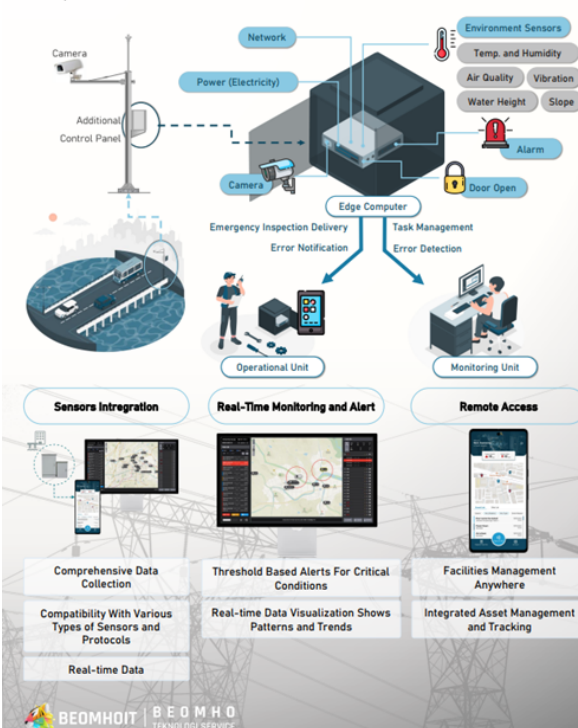 Camera
Additional
Control Panel
Network
Power (Electricity)
Camera
Environment Sensors
Temp. and Humidity
Air Quality
Vibration
Water Height
Slope
Alarm
Door Open
Edge Computer
Emergency Inspection Delivery
Error Notification
Task Management
Error Detection
Operational Unit
Monitoring Unit
Sensors Intregration
Real-Time Monitoring and Alert
Remote Access
Comprehensive Data
Collection
Compatibility With Various
Types of Sensors and
Protocols
Real-time Data
Threshold Based Alerts For Critical
Conditions
Real-time Data Visualization Shows
Patterns and Trends
Facilities Management
Anywhere
Integrated Asset Management
and Tracking
BEOMHOIT
BEOMHO
TEKNOLOGI SERVICE